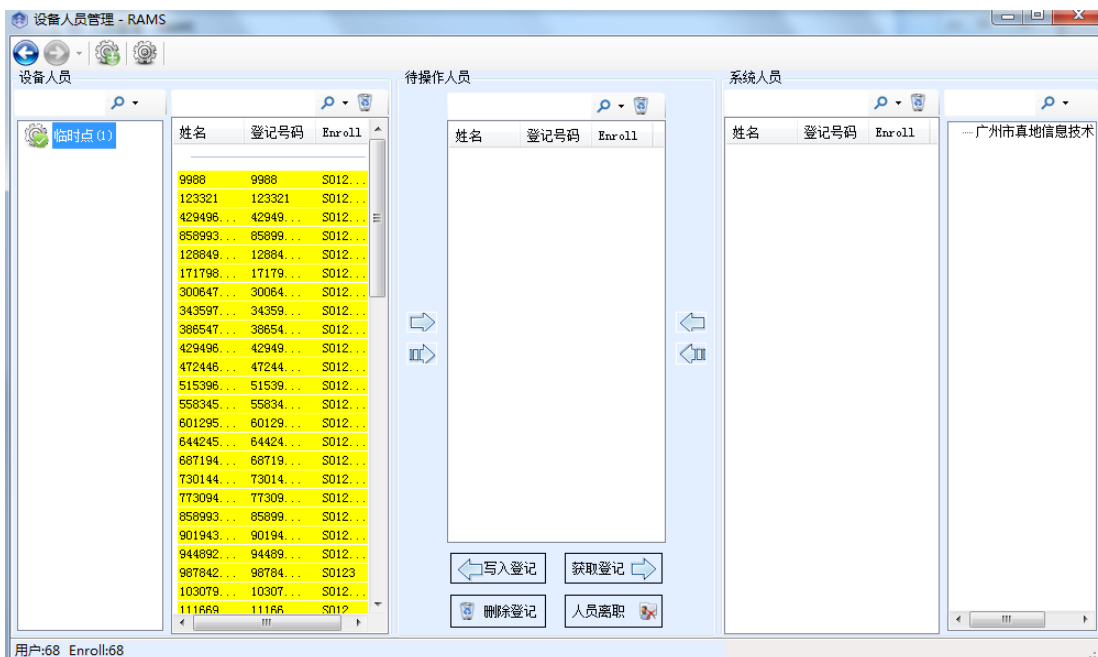 设备人员管理 - RAMS
设备人员
待操作人员
系统人员
临时点(1)
姓名 登记号码 Enroll
9988 9988 S012...
123321 123321 S012...
429496... 42949... S012...
858993... 85899... S012...
128849... 12884... S012...
171798... 17179... S012...
300647... 30064... S012...
343597... 34359... S012...
386547... 38654... S012...
429496... 42949... S012...
472446... 47244... S012...
515396... 51539... S012...
558345... 55834... S012...
601295... 60129... S012...
644245... 64424... S012...
687194... 68719... S012...
730144... 73014... S012...
773094... 77309... S012...
858993... 85899... S012...
901943... 90194... S012...
944892... 94489... S012...
987842... 98784... S0123
103079... 10307... S012...
111669 11166 S012
姓名 登记号码 Enroll
写入登记 获取登记
删除登记 人员离职
姓名 登记号码 Enroll
广州市真地信息技术
用户:68 Enroll:68